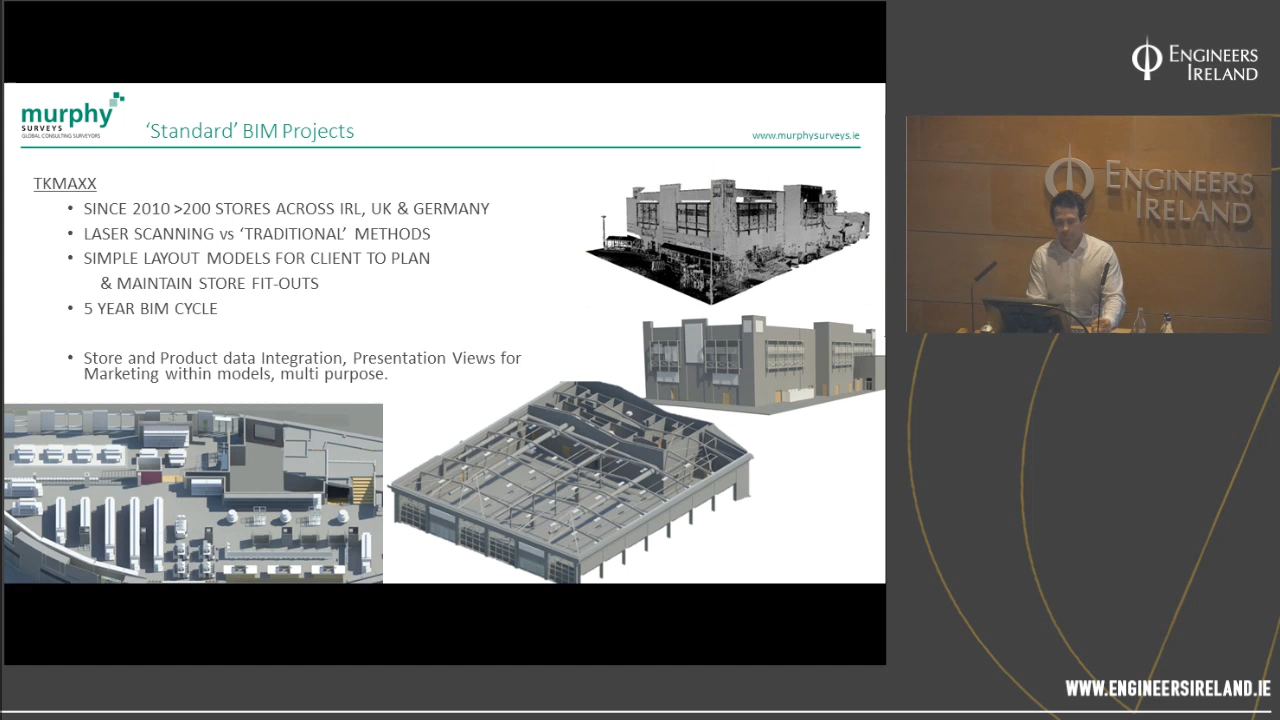 murphy
SURVEYS
GLOBAL CONSULTING SURVEYORS
‘Standard’ BIM Projects
www.murphysurveys.ie
TKMAXX
• SINCE 2010 >200 STORES ACROSS IRL, UK & GERMANY
• LASER SCANNING vs ‘TRADITIONAL’ METHODS
• SIMPLE LAYOUT MODELS FOR CLIENT TO PLAN
& MAINTAIN STORE FIT-OUTS
• 5 YEAR BIM CYCLE
• Store and Product data Integration, Presentation Views for
Marketing within models, multi purpose.
ENGINEERS
IRELAND
ENGINEERS
IRELAND
WWW.ENGINEERSIRELAND.IE